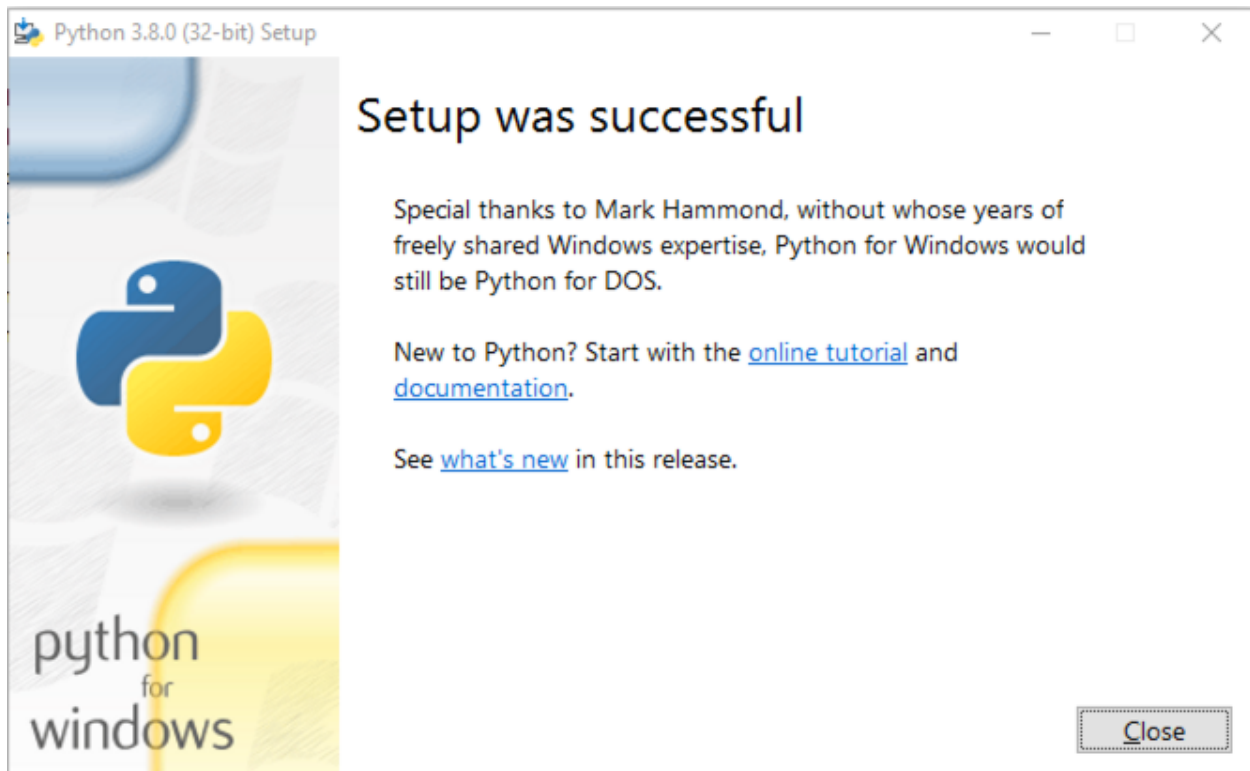 Python 3.8.0 (32-bit) Setup
Setup was successful
Special thanks to Mark Hammond, without whose years of
freely shared Windows expertise, Python for Windows would
still be Python for DOS.
New to Python? Start with the online tutorial and
documentation.
See what's new in this release.
python
for
windows
Close